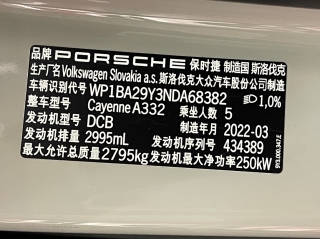 品牌 PORSCHE 保时捷 制造国 斯洛伐克
生产厂名 Volkswagen Slovakia a.s. 斯洛伐克大众汽车股份公司制造
车辆识别代号 WP1BA29Y3NDA68382 1,0%
整车型号 Cayenne A332 乘坐人数 5
发动机型号 DCB 制造年月 2022-03
发动机排量 2995mL 发动机序列号 434389
最大允许总质量 2795kg 发动机最大净功率 250kW